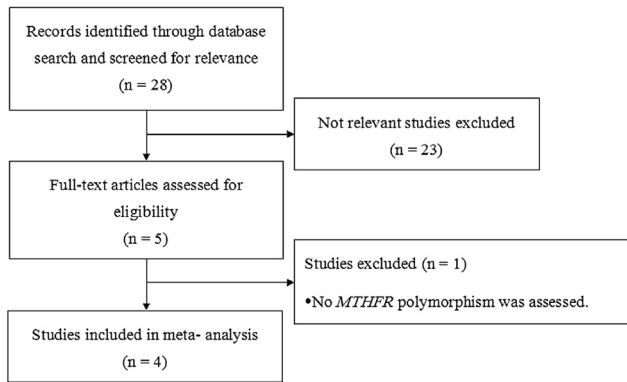 Records identified through database
search and screened for relevance
(n = 28)
Not relevant studies excluded
(n = 23)
Full-text articles assessed for
eligibility
(n = 5)
Studies excluded (n = 1)
•No MTHFR polymorphism was assessed.
Studies included in meta- analysis
(n = 4)